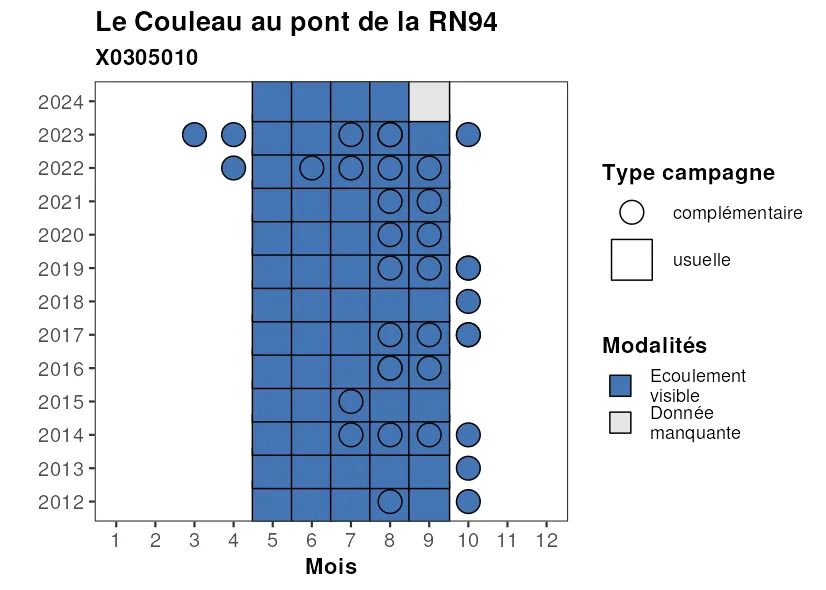 Le Couleau au pont de la RN94
X0305010
2024
2023
2022
2021
2020
2019
2018
2017
2016
2015
2014
2013
2012
1 2 3 4 5 6 7 8 9 10 11 12
Mois
Type campagne
complémentaire
usuelle
Modalités
Ecoulement
visible
Donnée
manquante